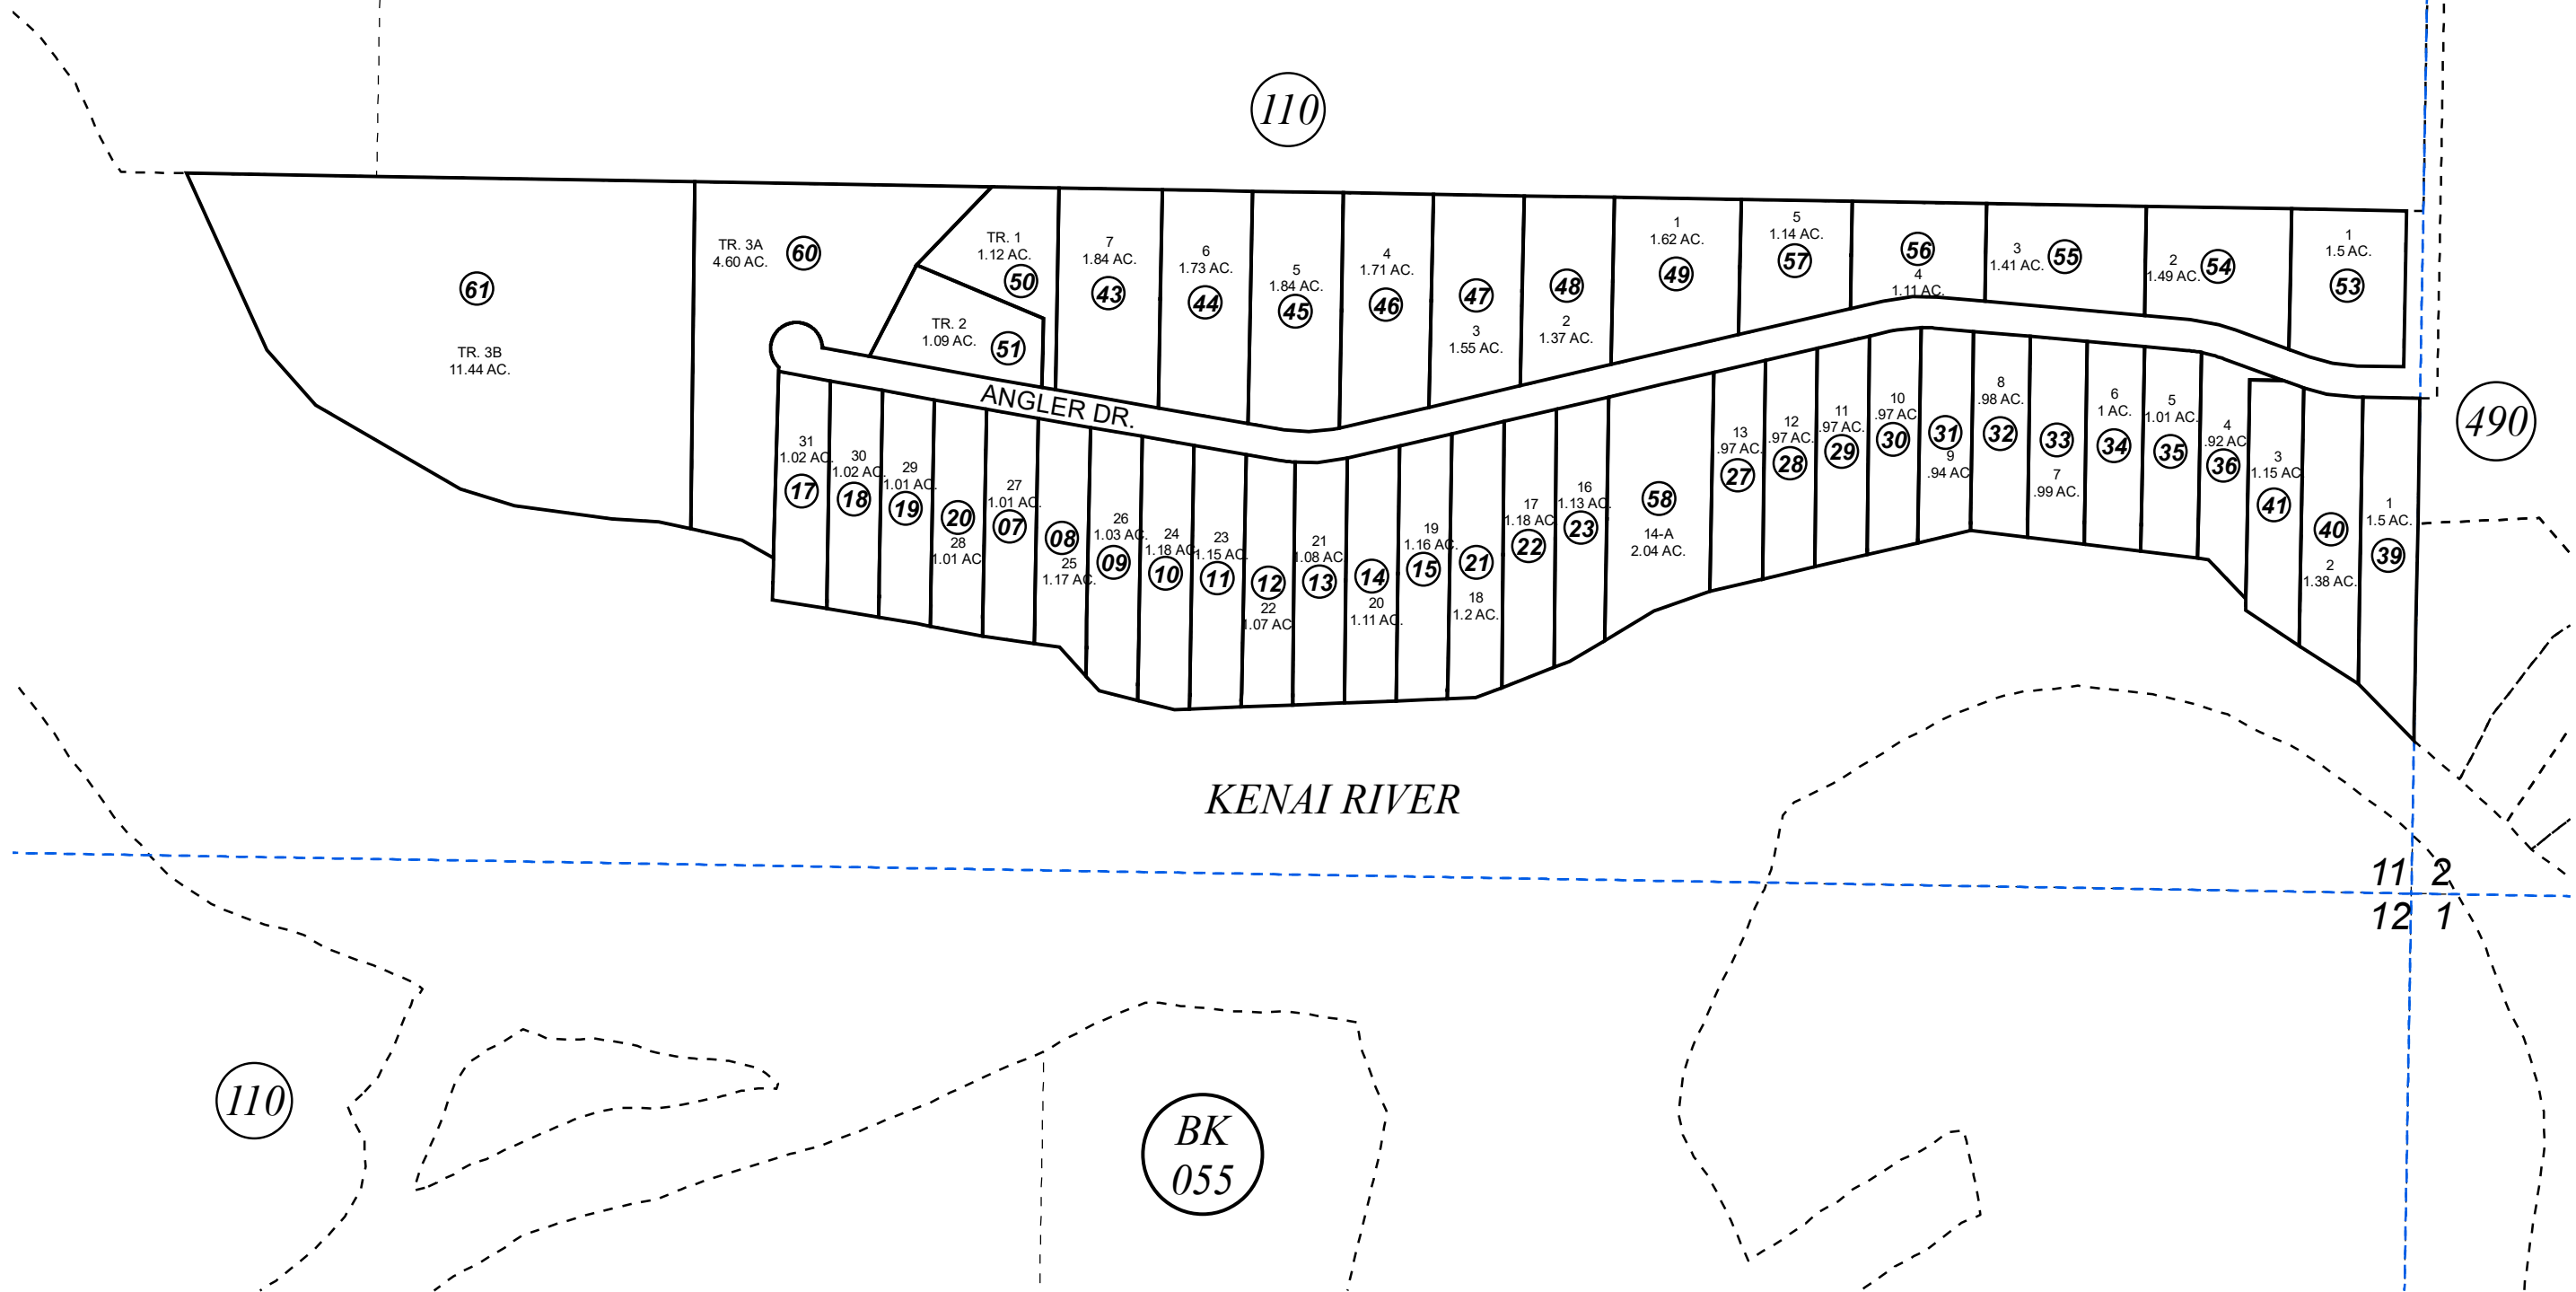 110
61
TR. 3B
11.44 AC.
TR. 3A
4.60 AC.
60
TR. 1
1.12 AC.
50
TR. 2
1.09 AC.
51
7
1.84 AC.
43
6
1.73 AC.
44
5
1.84 AC.
45
4
1.71 AC.
46
47
3
1.55 AC.
48
2
1.37 AC.
1
1.62 AC.
49
5
1.14 AC.
57
56
4
1.11 AC.
3
1.41 AC.
55
2
1.49 AC.
54
1
1.5 AC.
53
490
ANGLER DR.
31
1.02 AC.
17
30
1.02 AC.
18
29
1.01 AC.
19
20
28
1.01 AC
27
1.01 AC.
07
08
25
1.17 AC.
26
1.03 AC.
09
24
1.18 AC
10
23
1.15 AC.
11
12
22
1.07 AC
21
1.08 AC
13
14
20
1.11 AC.
19
1.16 AC.
15
21
18
1.2 AC.
17
1.18 AC
22
16
1.13 AC.
23
58
14-A
2.04 AC.
13
.97 AC.
27
12
.97 AC.
28
11
.97 AC.
29
10
.97 AC
30
31
9
.94 AC
8
.98 AC.
32
33
7
.99 AC.
6
1 AC.
34
5
1.01 AC.
35
4
.92 AC
36
3
1.15 AC
41
40
2
1.38 AC.
1
1.5 AC.
39
KENAI RIVER
11 2
12 1
110
BK
055